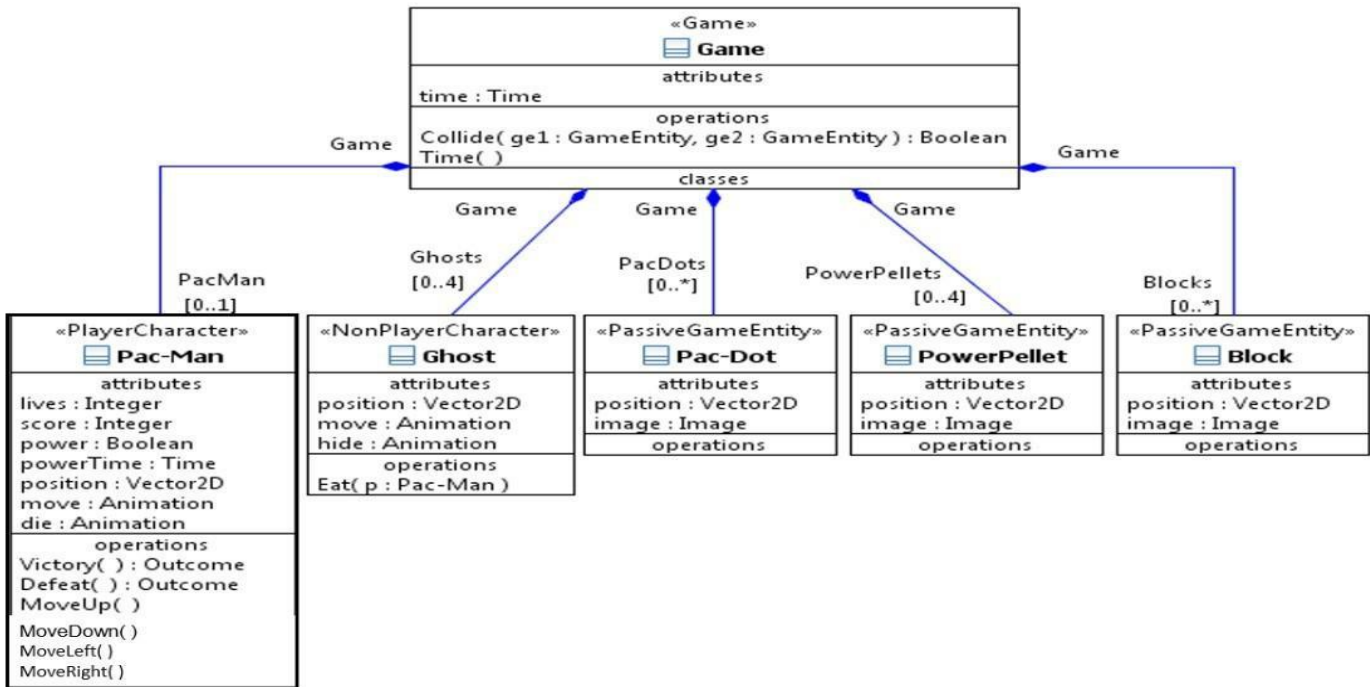 «Game»
Game
attributes
time : Time
operations
Collide( ge1 : GameEntity, ge2 : GameEntity ) : Boolean
Time( )
classes
Game
Game
Game
Game
Game
PacMan
[0..1]
Ghosts
[0..4]
PacDots
[0..*]
PowerPellets
[0..4]
Blocks
[0..*]
«PlayerCharacter»
Pac-Man
attributes
lives : Integer
score : Integer
power : Boolean
powerTime : Time
position : Vector2D
move : Animation
die : Animation
operations
Victory( ) : Outcome
Defeat( ) : Outcome
MoveUp( )
MoveDown( )
MoveLeft( )
MoveRight( )
«NonPlayerCharacter»
Ghost
attributes
position : Vector2D
move : Animation
hide : Animation
operations
Eat( p : Pac-Man )
«PassiveGameEntity»
Pac-Dot
attributes
position : Vector2D
image : Image
operations
«PassiveGameEntity»
PowerPellet
attributes
position : Vector2D
image : Image
operations
«PassiveGameEntity»
Block
attributes
position : Vector2D
image : Image
operations